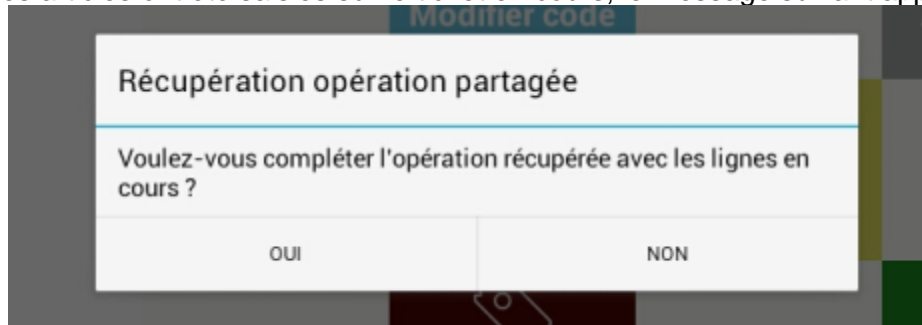 Modifier code
Récupération opération partagée
Voulez-vous compléter l'opération récupérée avec les lignes en
cours ?
OUI
NON